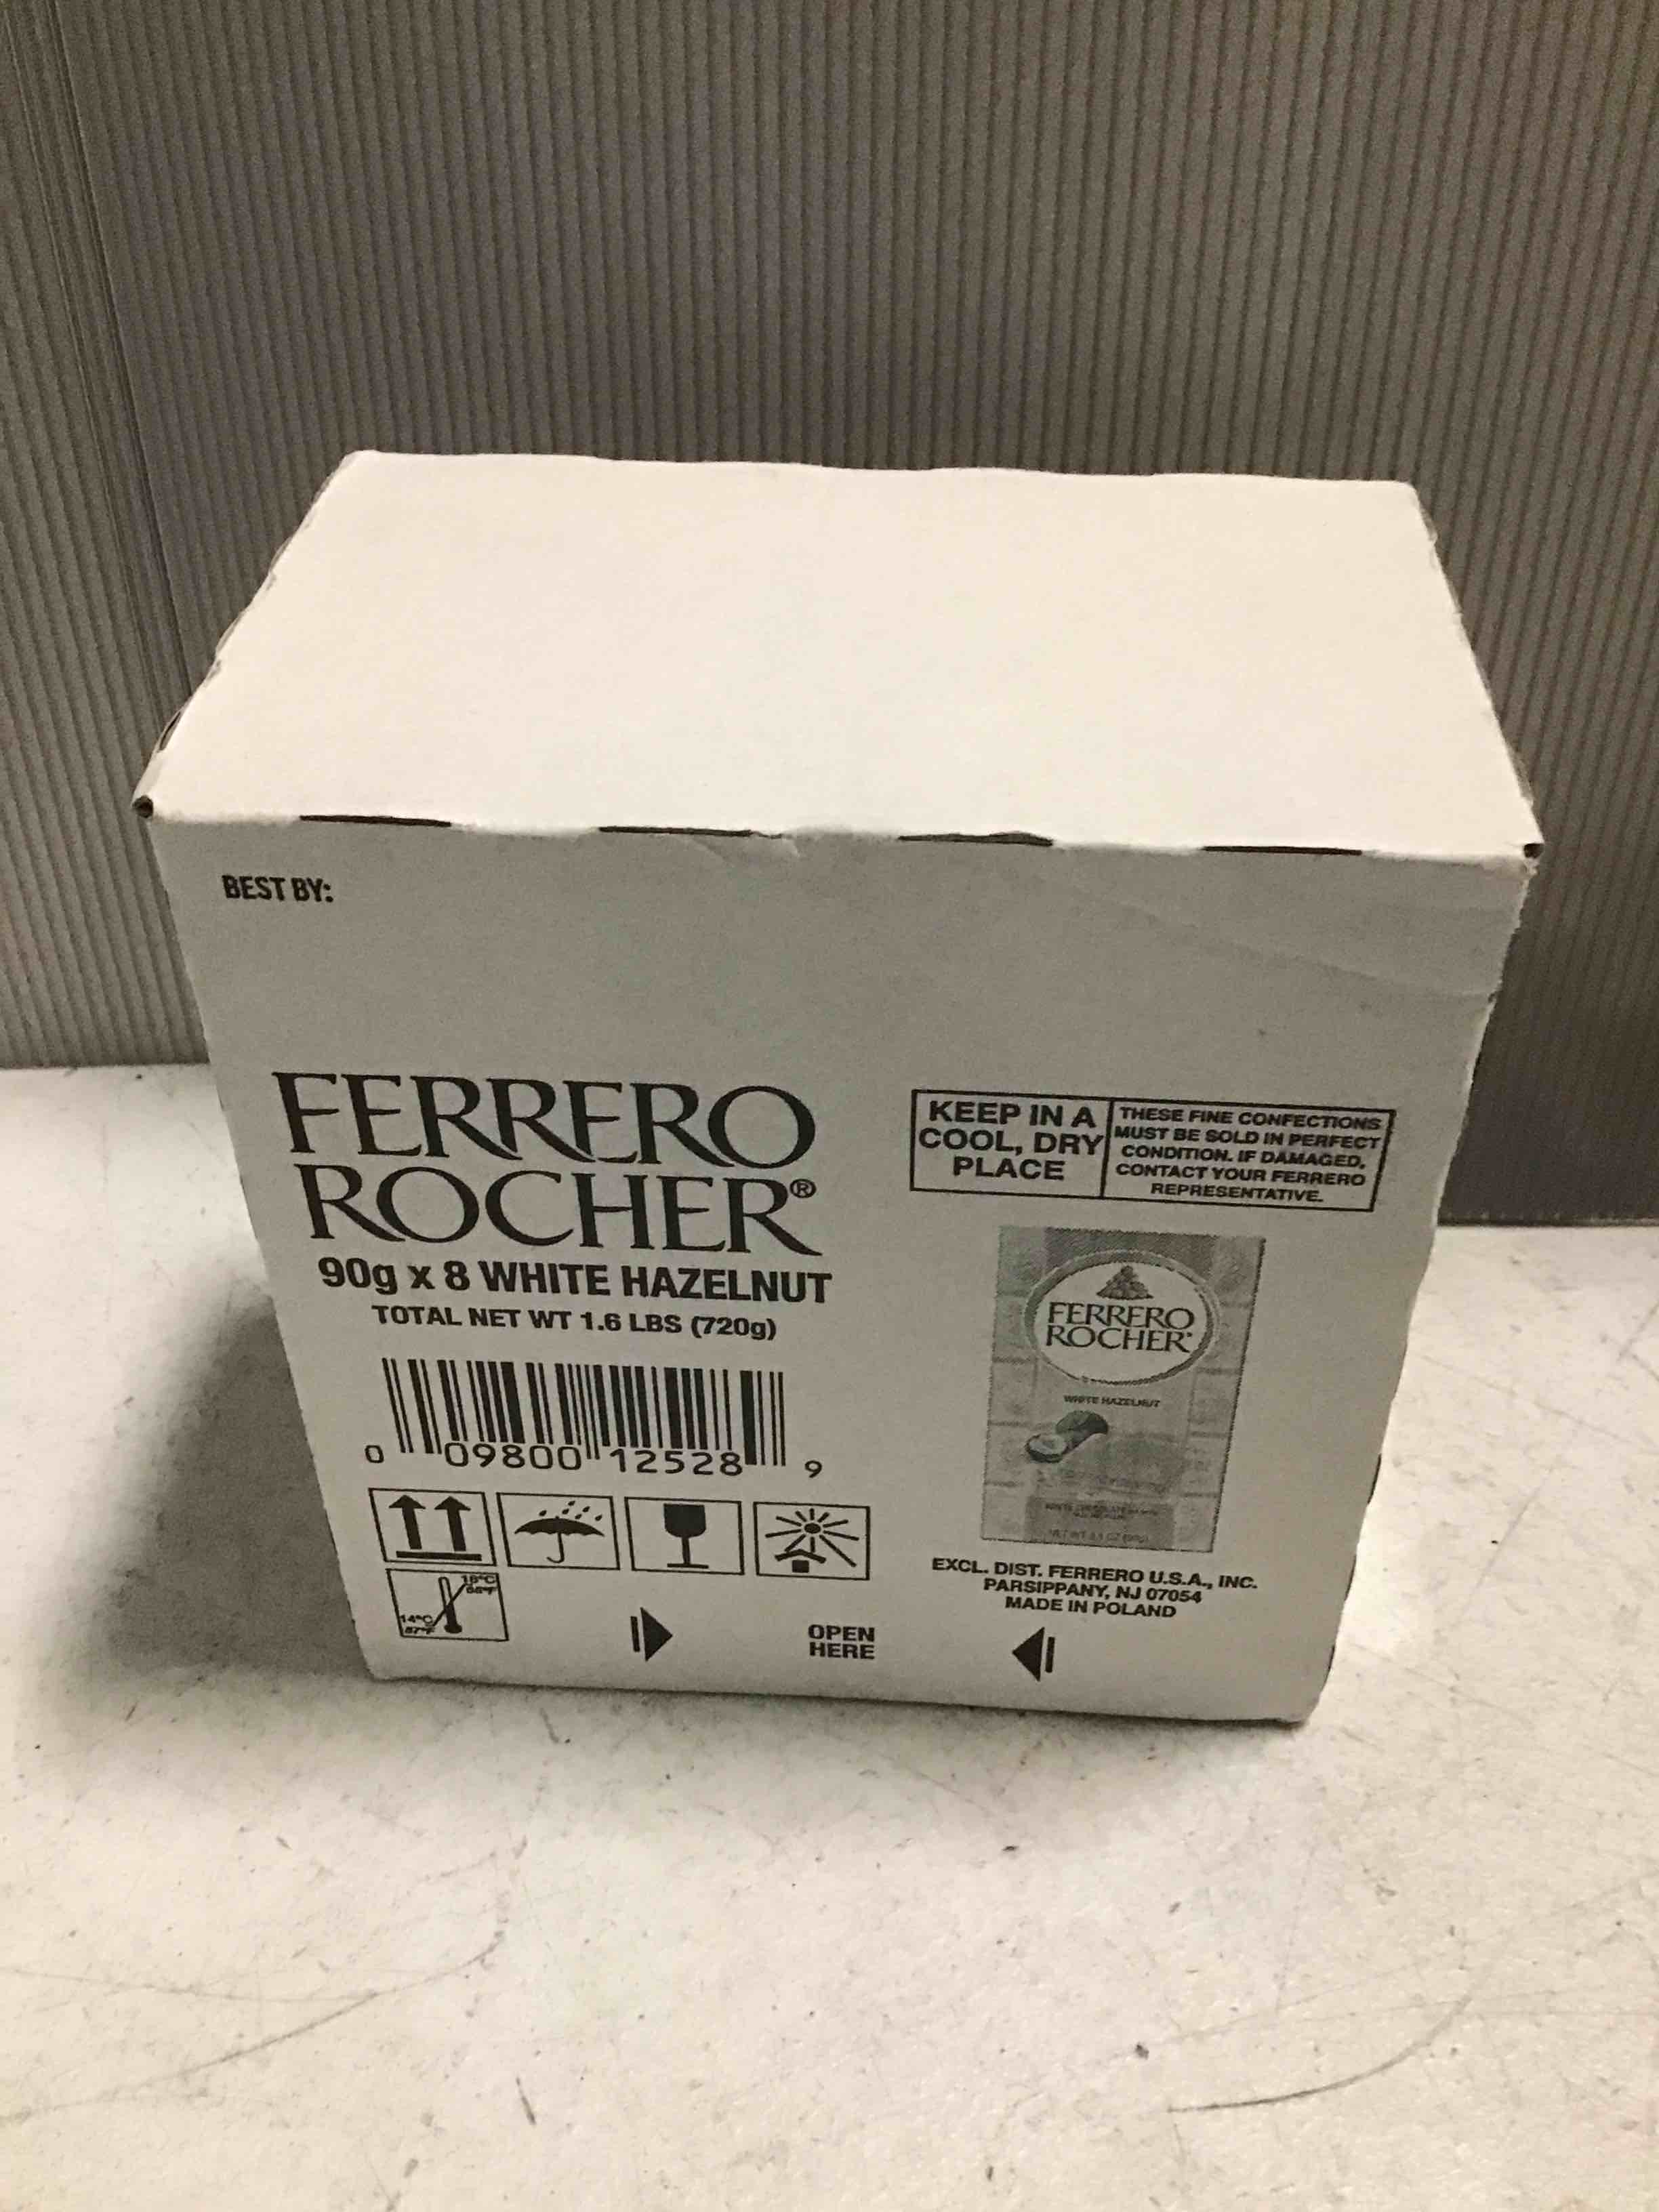 BEST BY:
FERRERO
ROCHER®
90g x 8 WHITE HAZELNUT
TOTAL NET WT 1.6 LBS (720g)
0 09800 12528 9
18°C
14°C
OPEN
HERE
KEEP IN A
COOL, DRY
PLACE
THESE FINE CONFECTIONS
MUST BE SOLD IN PERFECT
CONDITION. IF DAMAGED,
CONTACT YOUR FERRERO
REPRESENTATIVE.
FERRERO
ROCHER
WHITE HAZELNUT
EXCL. DIST. FERRERO U.S.A., INC.
PARSIPPANY, NJ 07054
MADE IN POLAND